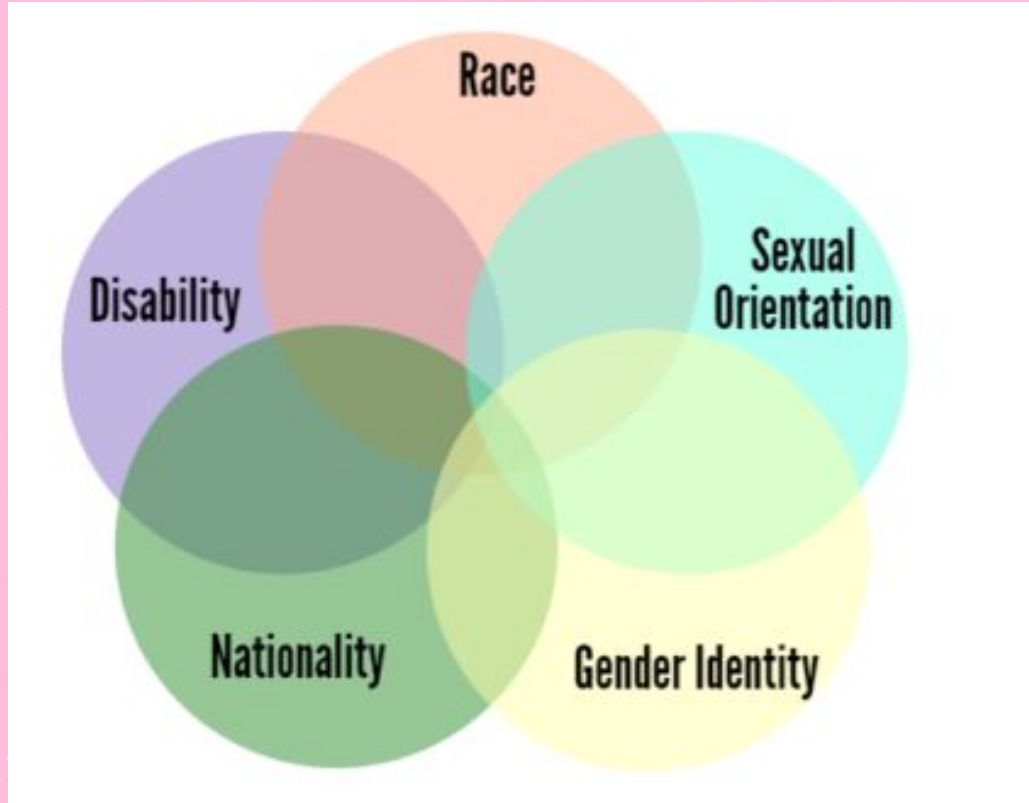 Race
Sexual
Orientation
Disability
Nationality
Gender Identity